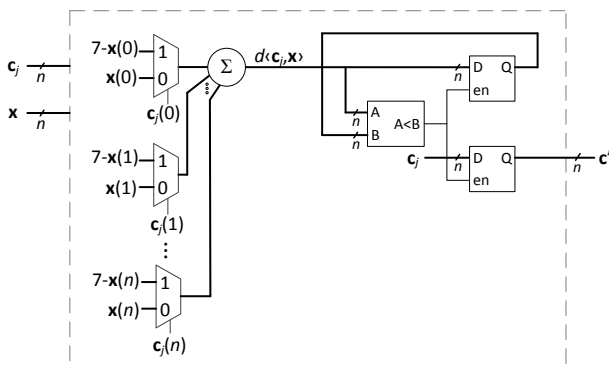 7-x(0) 1
x(0) 0
c_j(0)
c_j n
x n
Σ
d‹c_j,x›
7-x(1) 1
x(1) 0
c_j(1)
7-x(n) 1
x(n) 0
c_j(n)
n A
n B
A<B
n D Q
en
c_j n D Q
en
n c'